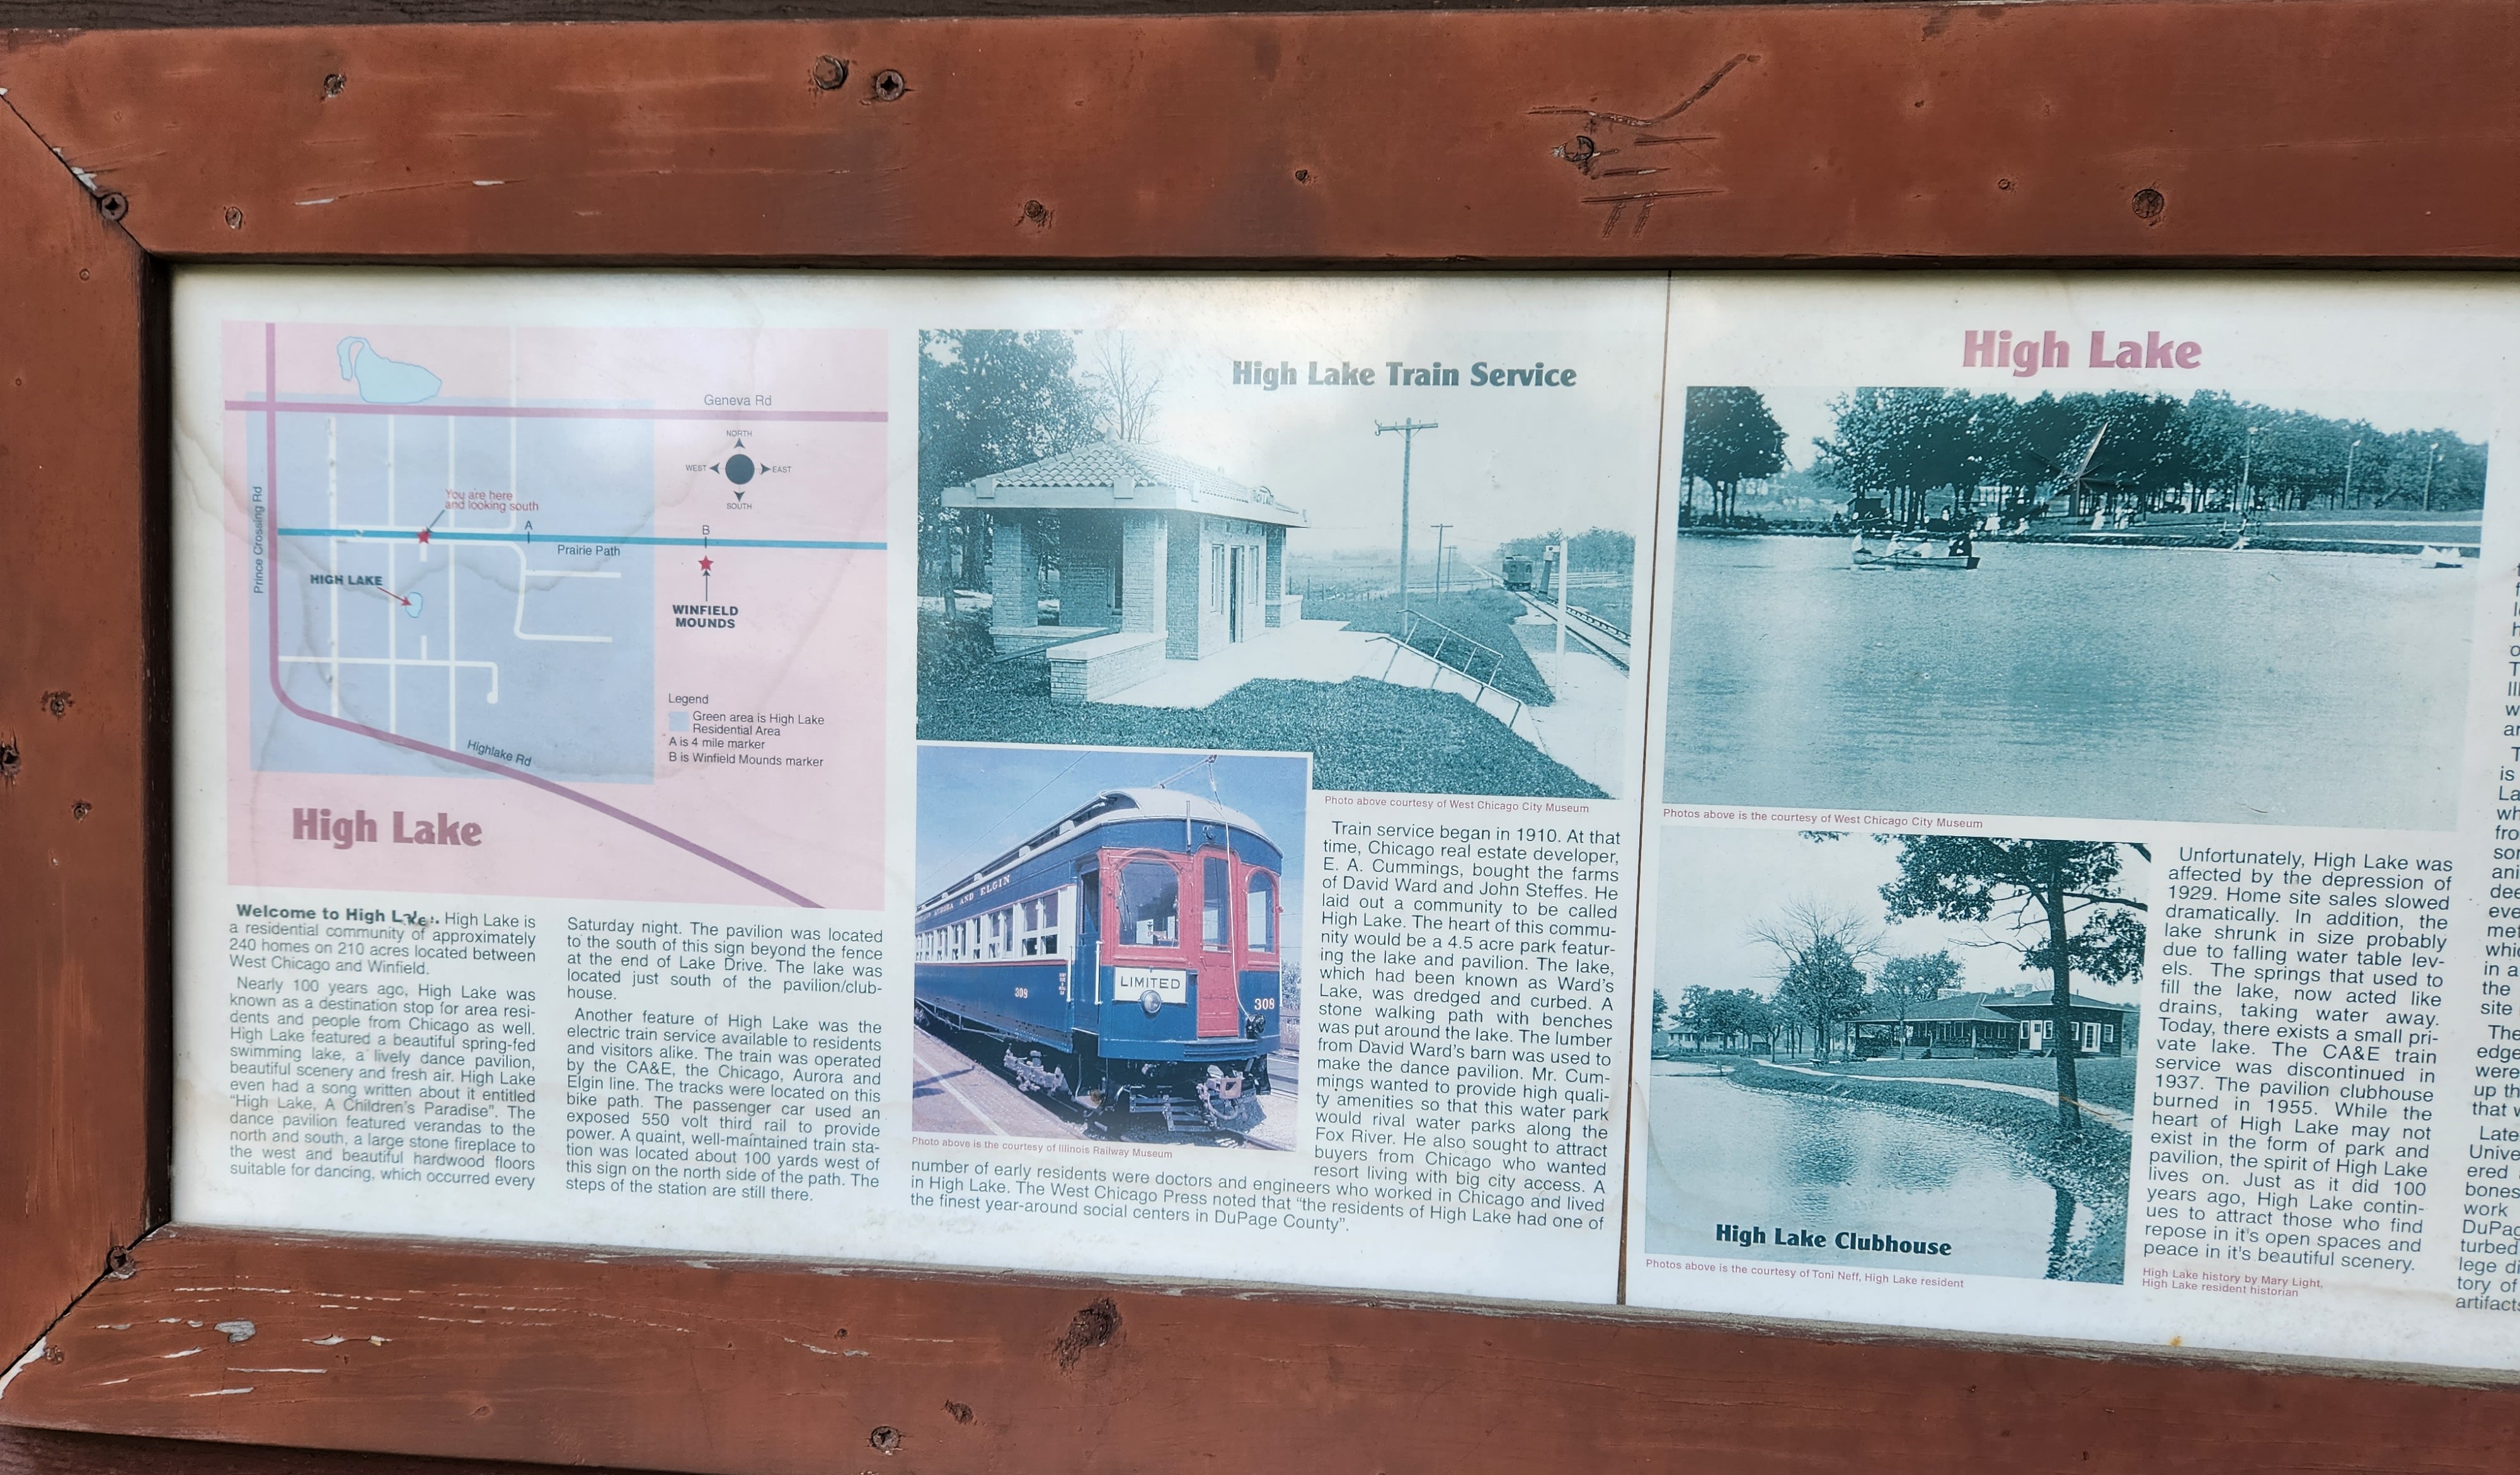 Geneva Rd
NORTH
WEST
EAST
SOUTH
Prince Crossing Rd
You are here
and looking south
A
B
Prairie Path
HIGH LAKE
WINFIELD
MOUNDS
Legend
Green area is High Lake
Residential Area
A is 4 mile marker
B is Winfield Mounds marker
Highlake Rd
High Lake
Welcome to High Lake. High Lake is
a residential community of approximately
240 homes on 210 acres located between
West Chicago and Winfield.
Nearly 100 years ago, High Lake was
known as a destination stop for area resi-
dents and people from Chicago as well.
High Lake featured a beautiful spring-fed
swimming lake, a lively dance pavilion,
beautiful scenery and fresh air. High Lake
even had a song written about it entitled
"High Lake, A Children's Paradise". The
dance pavilion featured verandas to the
north and south, a large stone fireplace to
the west and beautiful hardwood floors
suitable for dancing, which occurred every
Saturday night. The pavilion was located
to the south of this sign beyond the fence
at the end of Lake Drive. The lake was
located just south of the pavilion/club-
house.
Another feature of High Lake was the
electric train service available to residents
and visitors alike. The train was operated
by the CA&E, the Chicago, Aurora and
Elgin line. The tracks were located on this
bike path. The passenger car used an
exposed 550 volt third rail to provide
power. A quaint, well-maintained train sta-
tion was located about 100 yards west of
this sign on the north side of the path. The
steps of the station are still there.
High Lake Train Service
Photo above courtesy of West Chicago City Museum
AURORA AND ELGIN
LIMITED
309
308
Photo above is the courtesy of Illinois Railway Museum
Train service began in 1910. At that
time, Chicago real estate developer,
E. A. Cummings, bought the farms
of David Ward and John Steffes. He
laid out a community to be called
High Lake. The heart of this commu-
nity would be a 4.5 acre park featur-
ing the lake and pavilion. The lake,
which had been known as Ward's
Lake, was dredged and curbed. A
stone walking path with benches
was put around the lake. The lumber
from David Ward's barn was used to
make the dance pavilion. Mr. Cum-
mings wanted to provide high quali-
ty amenities so that this water park
would rival water parks along the
Fox River. He also sought to attract
buyers from Chicago who wanted
resort living with big city access. A
number of early residents were doctors and engineers who worked in Chicago and lived
in High Lake. The West Chicago Press noted that "the residents of High Lake had one of
the finest year-around social centers in DuPage County".
High Lake
Photos above is the courtesy of West Chicago City Museum
High Lake Clubhouse
Photos above is the courtesy of Toni Neff, High Lake resident
Unfortunately, High Lake was
affected by the depression of
1929. Home site sales slowed
dramatically. In addition, the
lake shrunk in size probably
due to falling water table lev-
els. The springs that used to
fill the lake, now acted like
drains, taking water away.
Today, there exists a small pri-
vate lake. The CA&E train
service was discontinued in
1937. The pavilion clubhouse
burned in 1955. While the
heart of High Lake may not
exist in the form of park and
pavilion, the spirit of High Lake
lives on. Just as it did 100
years ago, High Lake contin-
ues to attract those who find
repose in it's open spaces and
peace in it's beautiful scenery.
High Lake history by Mary Light,
High Lake resident historian